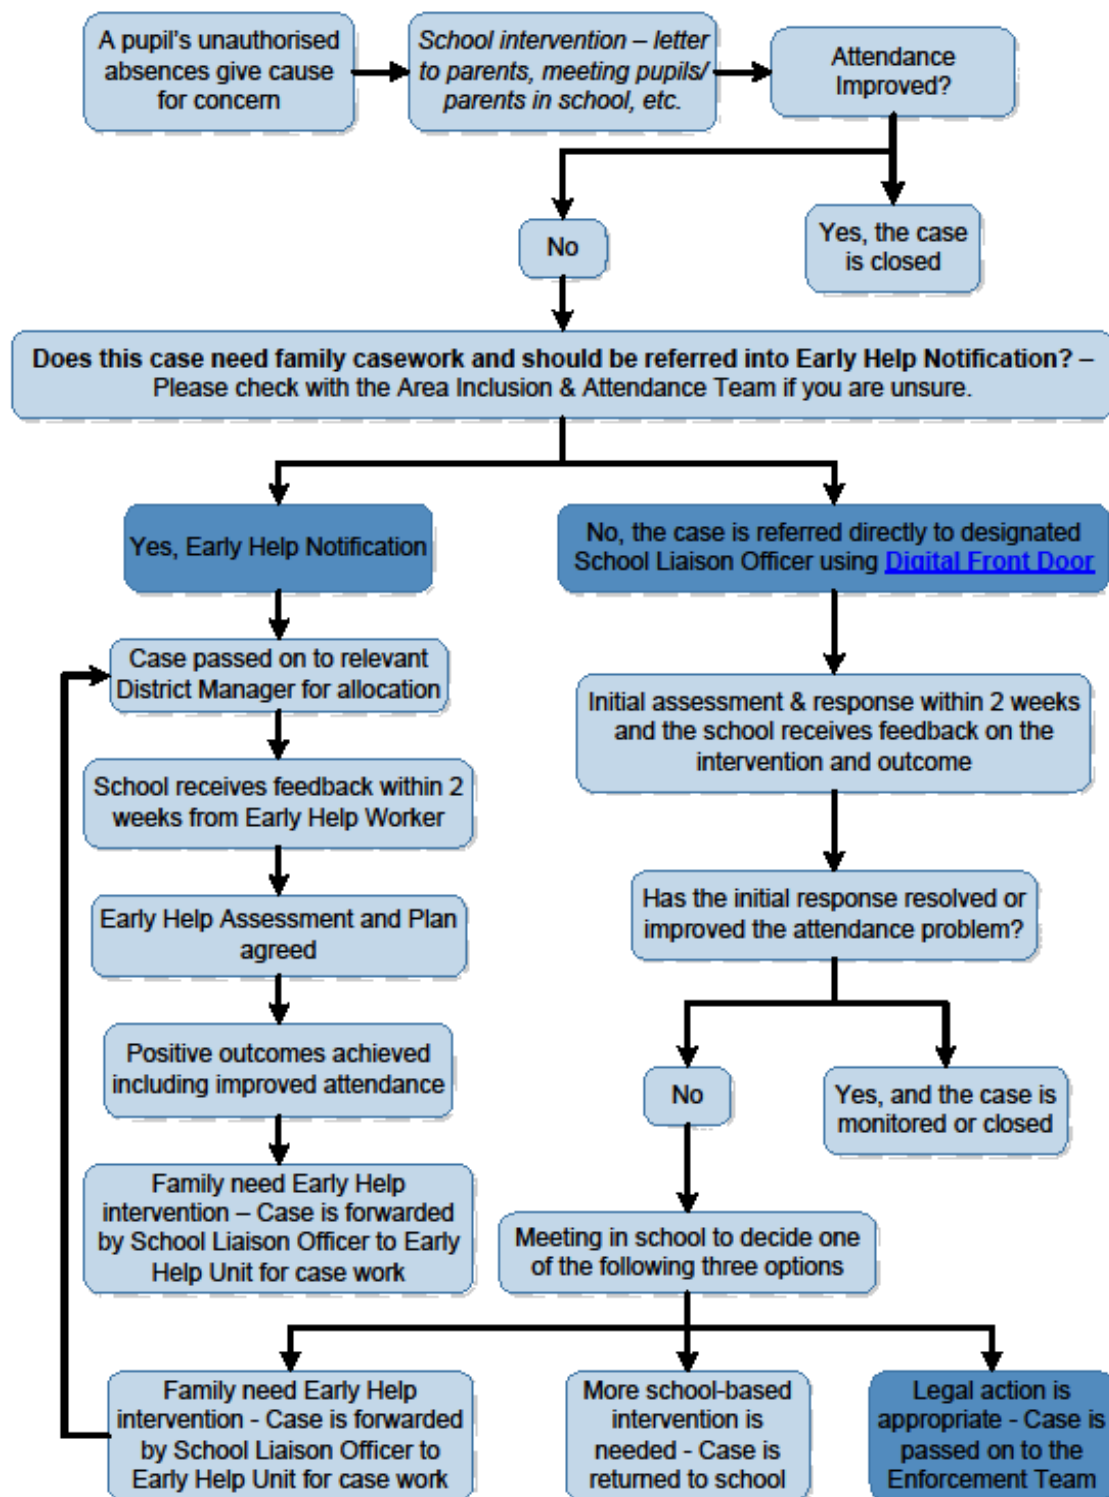 A pupil's unauthorised
absences give cause
for concern
School intervention – letter
to parents, meeting pupils/
parents in school, etc.
Attendance
Improved?
No
Yes, the case
is closed
Does this case need family casework and should be referred into Early Help Notification? –
Please check with the Area Inclusion & Attendance Team if you are unsure.
Yes, Early Help Notification
No, the case is referred directly to designated
School Liaison Officer using Digital Front Door
Case passed on to relevant
District Manager for allocation
School receives feedback within 2
weeks from Early Help Worker
Early Help Assessment and Plan
agreed
Positive outcomes achieved
including improved attendance
Family need Early Help
intervention – Case is forwarded
by School Liaison Officer to Early
Help Unit for case work
Initial assessment & response within 2 weeks
and the school receives feedback on the
intervention and outcome
Has the initial response resolved or
improved the attendance problem?
No
Yes, and the case is
monitored or closed
Meeting in school to decide one
of the following three options
Family need Early Help
intervention - Case is forwarded
by School Liaison Officer to
Early Help Unit for case work
More school-based
intervention is
needed - Case is
returned to school
Legal action is
appropriate - Case is
passed on to the
Enforcement Team